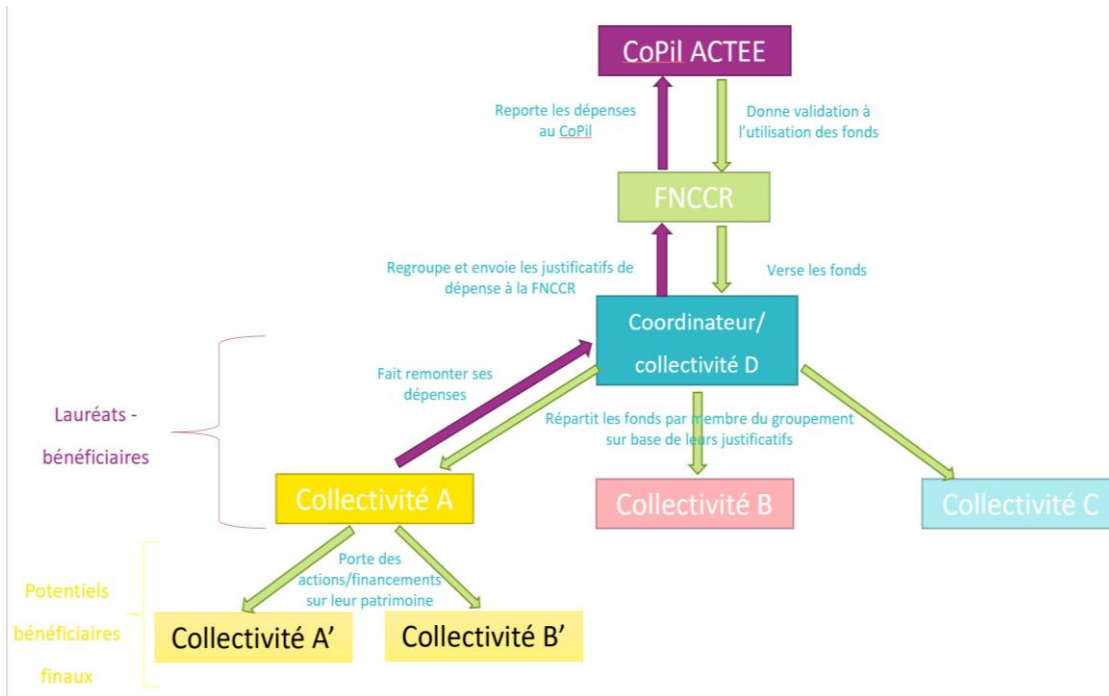 CoPil ACTEE
Reporte les dépenses
au CoPil
Donne validation à
l'utilisation des fonds
FNCCR
Regroupe et envoie les justificatifs de
dépense à la FNCCR
Verse les fonds
Coordinateur/
collectivité D
Fait remonter ses
dépenses
Lauréats -
bénéficiaires
Répartit les fonds par membre du groupement
sur base de leurs justificatifs
Collectivité A
Collectivité B
Collectivité C
Porte des
actions/financements
sur leur patrimoine
Potentiels
bénéficiaires
finaux
Collectivité A'
Collectivité B'